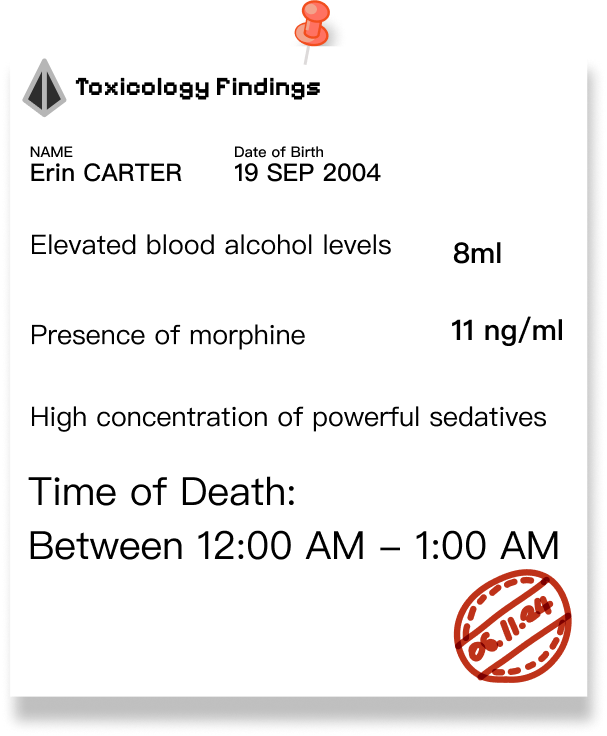 Toxicology Findings
NAME
Date of Birth
Erin CARTER
19 SEP 2004
Elevated blood alcohol levels
8ml
Presence of morphine
11 ng/ml
High concentration of powerful sedatives
Time of Death:
Between 12:00 AM – 1:00 AM
06.11.24